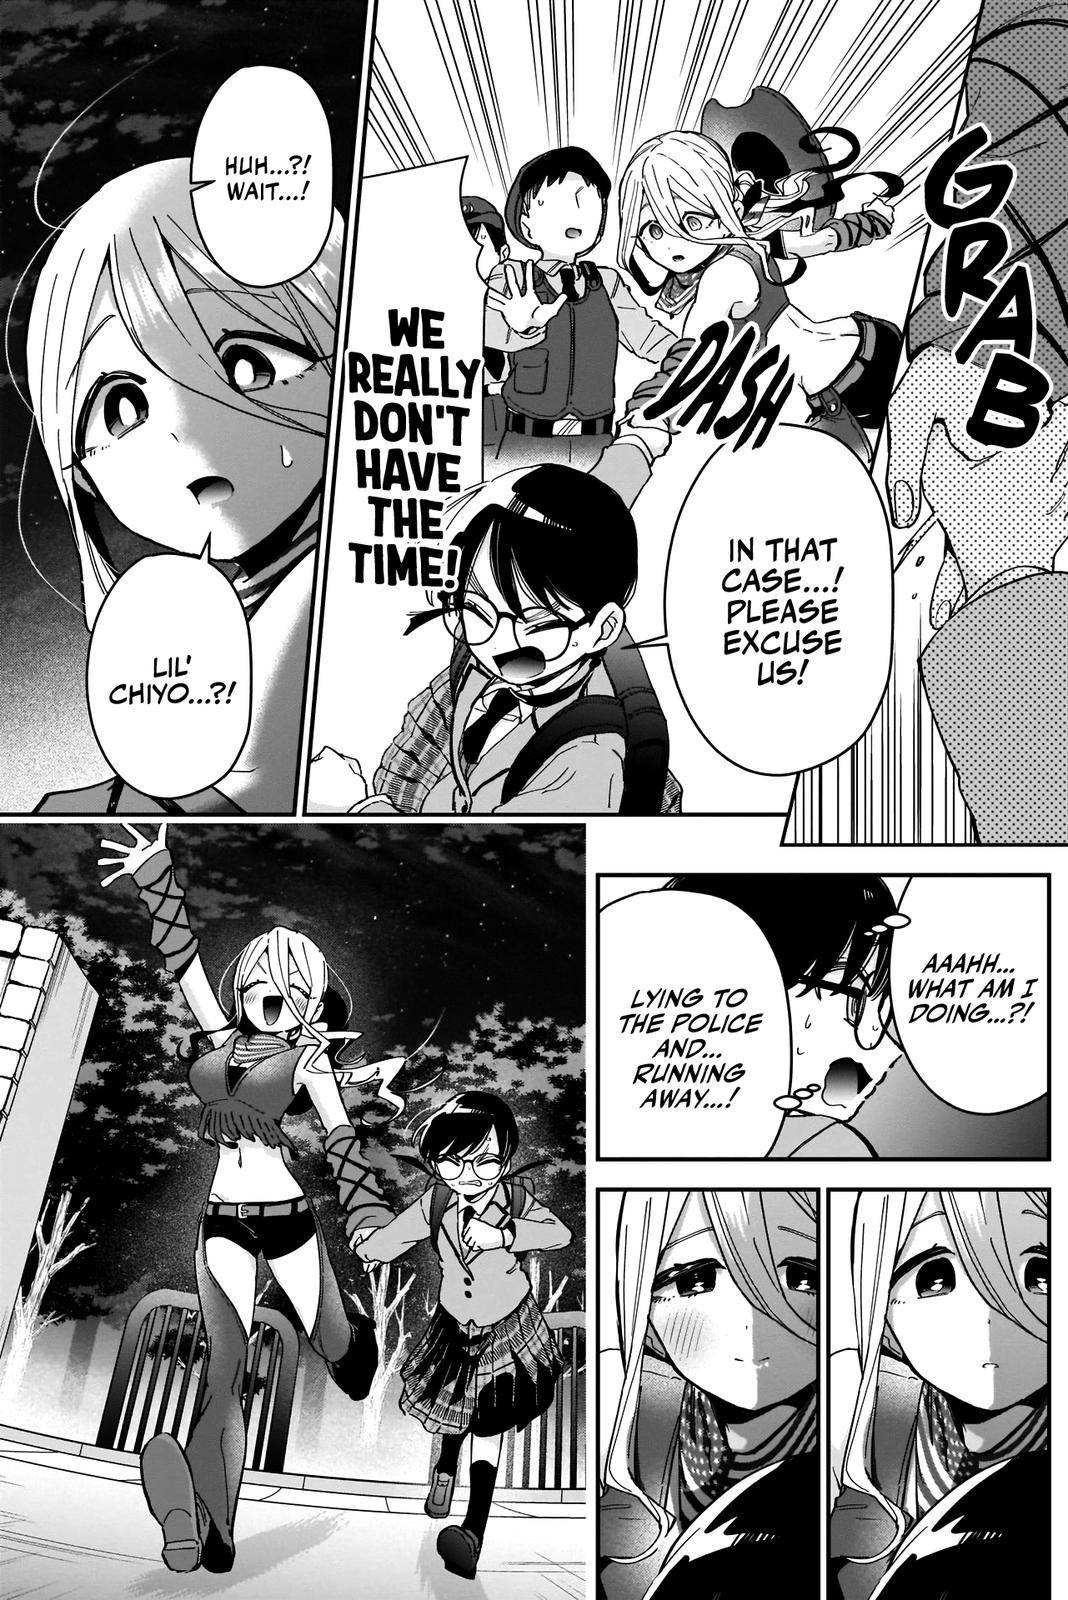 GRAB
IN THAT
CASE...!
PLEASE
EXCUSE
US!
DASH
WE
REALLY
DON'T
HAVE
THE
TIME!
HUH...?!
WAIT...!
LIL'
CHIYO...?!
AAAHH...
WHAT AM I
DOING...?!
LYING TO
THE POLICE
AND...
RUNNING
AWAY...!